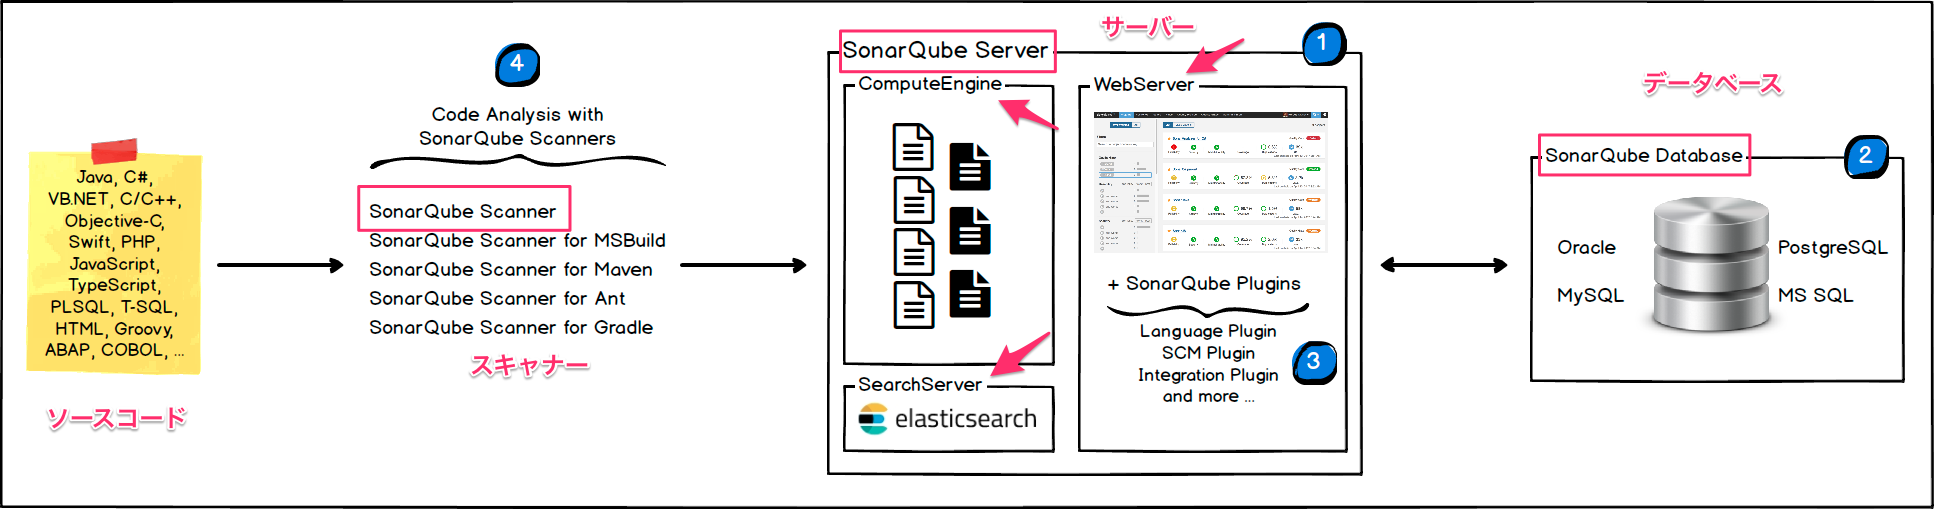 ソースコード
Java, C#,
VB.NET, C/C++,
Objective-C,
Swift, PHP,
JavaScript,
TypeScript,
PLSQL, T-SQL,
HTML, Groovy,
ABAP, COBOL, ...
4
Code Analysis with
SonarQube Scanners
SonarQube Scanner
SonarQube Scanner for MSBuild
SonarQube Scanner for Maven
SonarQube Scanner for Ant
SonarQube Scanner for Gradle
スキャナー
サーバー
1
SonarQube Server
ComputeEngine
SearchServer
elasticsearch
WebServer
+ SonarQube Plugins
Language Plugin
SCM Plugin
Integration Plugin
and more ...
3
データベース
2
SonarQube Database
Oracle
PostgreSQL
MySQL
MS SQL